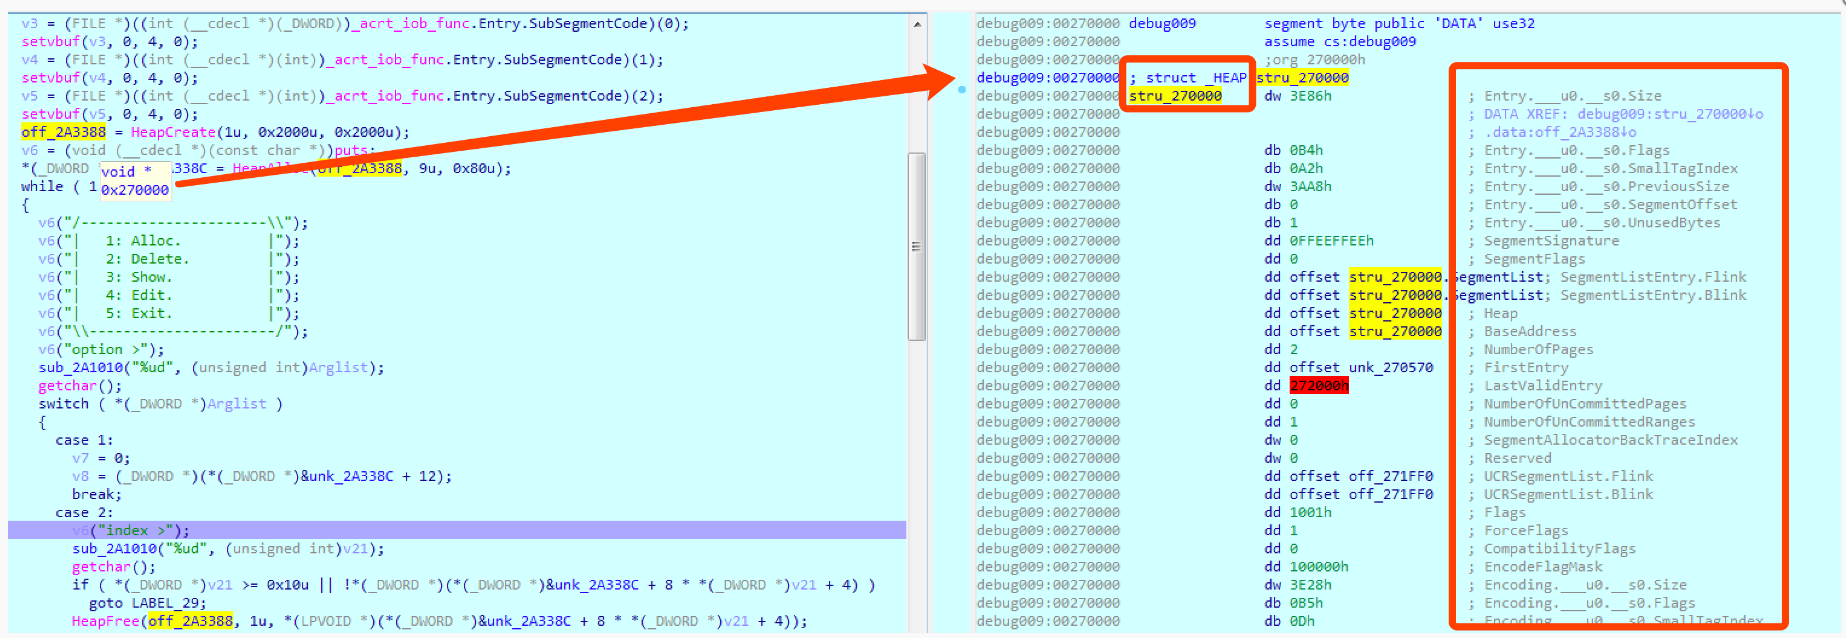 v3 = (FILE *)((int (__cdecl *)(_DWORD))_acrt_iob_func.Entry.SubSegmentCode)(0);
setvbuf(v3, 0, 4, 0);
v4 = (FILE *)((int (__cdecl *)(int))_acrt_iob_func.Entry.SubSegmentCode)(1);
setvbuf(v4, 0, 4, 0);
v5 = (FILE *)((int (__cdecl *)(int))_acrt_iob_func.Entry.SubSegmentCode)(2);
setvbuf(v5, 0, 4, 0);
off_2A3388 = HeapCreate(1u, 0x2000u, 0x2000u);
v6 = (void (__cdecl *)(const char *))puts;
*(_DWORD 338C = (off_2A3388, 9u, 0x80u);
void *
0x270000
while ( 1
{
v6("/----------------------\\");
v6("|   1: Alloc.          |");
v6("|   2: Delete.         |");
v6("|   3: Show.           |");
v6("|   4: Edit.           |");
v6("|   5: Exit.           |");
v6("\\----------------------/");
v6("option >");
sub_2A1010("%ud", (unsigned int)Arglist);
getchar();
switch ( *(_DWORD *)Arglist )
{
case 1:
v7 = 0;
v8 = (_DWORD *)(*(_DWORD *)&unk_2A338C + 12);
break;
case 2:
v6("index >");
sub_2A1010("%ud", (unsigned int)v21);
getchar();
if ( *(_DWORD *)v21 >= 0x10u || !*(_DWORD *)(*(_DWORD *)&unk_2A338C + 8 * *(_DWORD *)v21 + 4) )
goto LABEL_29;
HeapFree(off_2A3388, 1u, *(LPVOID *)(*(_DWORD *)&unk_2A338C + 8 * *(_DWORD *)v21 + 4));
debug009:00270000 debug009 segment byte public 'DATA' use32
debug009:00270000 assume cs:debug009
debug009:00270000 ;org 270000h
debug009:00270000 ; struct _HEAP stru_270000
debug009:00270000 stru_270000 dw 3E86h ; Entry.___u0.__s0.Size
debug009:00270000 ; DATA XREF: debug009:stru_270000↓o
debug009:00270000 ; .data:off_2A3388↓o
debug009:00270000 db 0B4h ; Entry.___u0.__s0.Flags
debug009:00270000 db 0A2h ; Entry.___u0.__s0.SmallTagIndex
debug009:00270000 dw 3AA8h ; Entry.___u0.__s0.PreviousSize
debug009:00270000 db 0 ; Entry.___u0.__s0.SegmentOffset
debug009:00270000 db 1 ; Entry.___u0.__s0.UnusedBytes
debug009:00270000 dd 0FFEEFFEEh ; SegmentSignature
debug009:00270000 dd 0 ; SegmentFlags
debug009:00270000 dd offset stru_270000.SegmentList; SegmentListEntry.Flink
debug009:00270000 dd offset stru_270000.SegmentList; SegmentListEntry.Blink
debug009:00270000 dd offset stru_270000 ; Heap
debug009:00270000 dd offset stru_270000 ; BaseAddress
debug009:00270000 dd 2 ; NumberOfPages
debug009:00270000 dd offset unk_270570 ; FirstEntry
debug009:00270000 dd 272000h ; LastValidEntry
debug009:00270000 dd 0 ; NumberOfUnCommittedPages
debug009:00270000 dd 1 ; NumberOfUnCommittedRanges
debug009:00270000 dw 0 ; SegmentAllocatorBackTraceIndex
debug009:00270000 dw 0 ; Reserved
debug009:00270000 dd offset off_271FF0 ; UCRSegmentList.Flink
debug009:00270000 dd offset off_271FF0 ; UCRSegmentList.Blink
debug009:00270000 dd 1001h ; Flags
debug009:00270000 dd 1 ; ForceFlags
debug009:00270000 dd 0 ; CompatibilityFlags
debug009:00270000 dd 100000h ; EncodeFlagMask
debug009:00270000 dw 3E28h ; Encoding.___u0.__s0.Size
debug009:00270000 db 0B5h ; Encoding.___u0.__s0.Flags
debug009:00270000 db 0Dh ; Encoding.___u0.__s0.SmallTagIndex